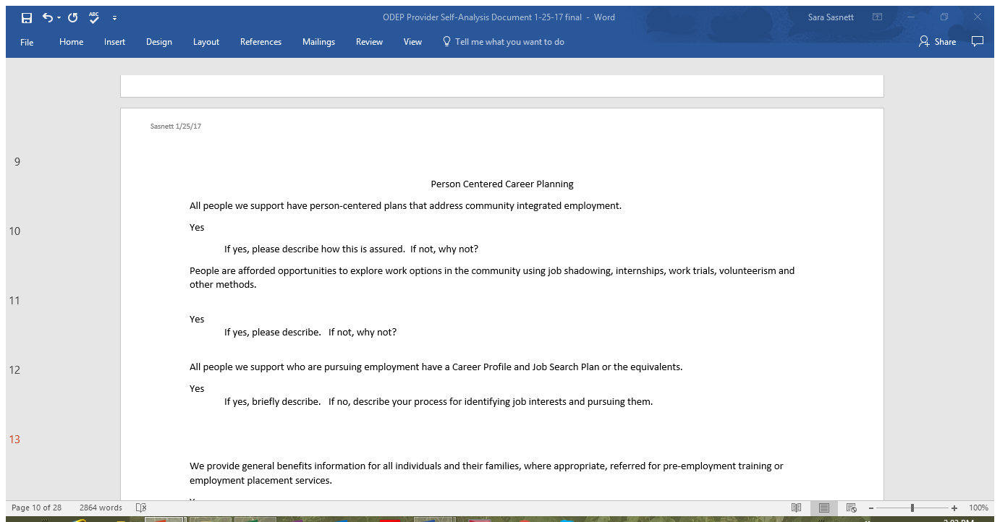 ABC
ODEP Provider Self-Analysis Document 1-25-17 final - Word
Sara Sasnett
File Home Insert Design Layout References Mailings Review View Tell me what you want to do
Share
Sasnett 1/25/17
9
Person Centered Career Planning
All people we support have person-centered plans that address community integrated employment.
Yes
10
If yes, please describe how this is assured. If not, why not?
People are afforded opportunities to explore work options in the community using job shadowing, internships, work trials, volunteerism and
other methods.
11
Yes
If yes, please describe. If not, why not?
All people we support who are pursuing employment have a Career Profile and Job Search Plan or the equivalents.
12
Yes
If yes, briefly describe. If no, describe your process for identifying job interests and pursuing them.
13
We provide general benefits information for all individuals and their families, where appropriate, referred for pre-employment training or
employment placement services.
Page 10 of 28 2864 words
100%